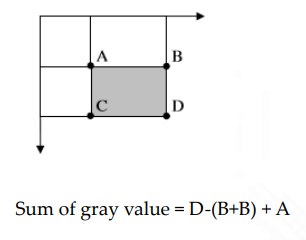 A B
C D
Sum of gray value = D-(B+B) + A